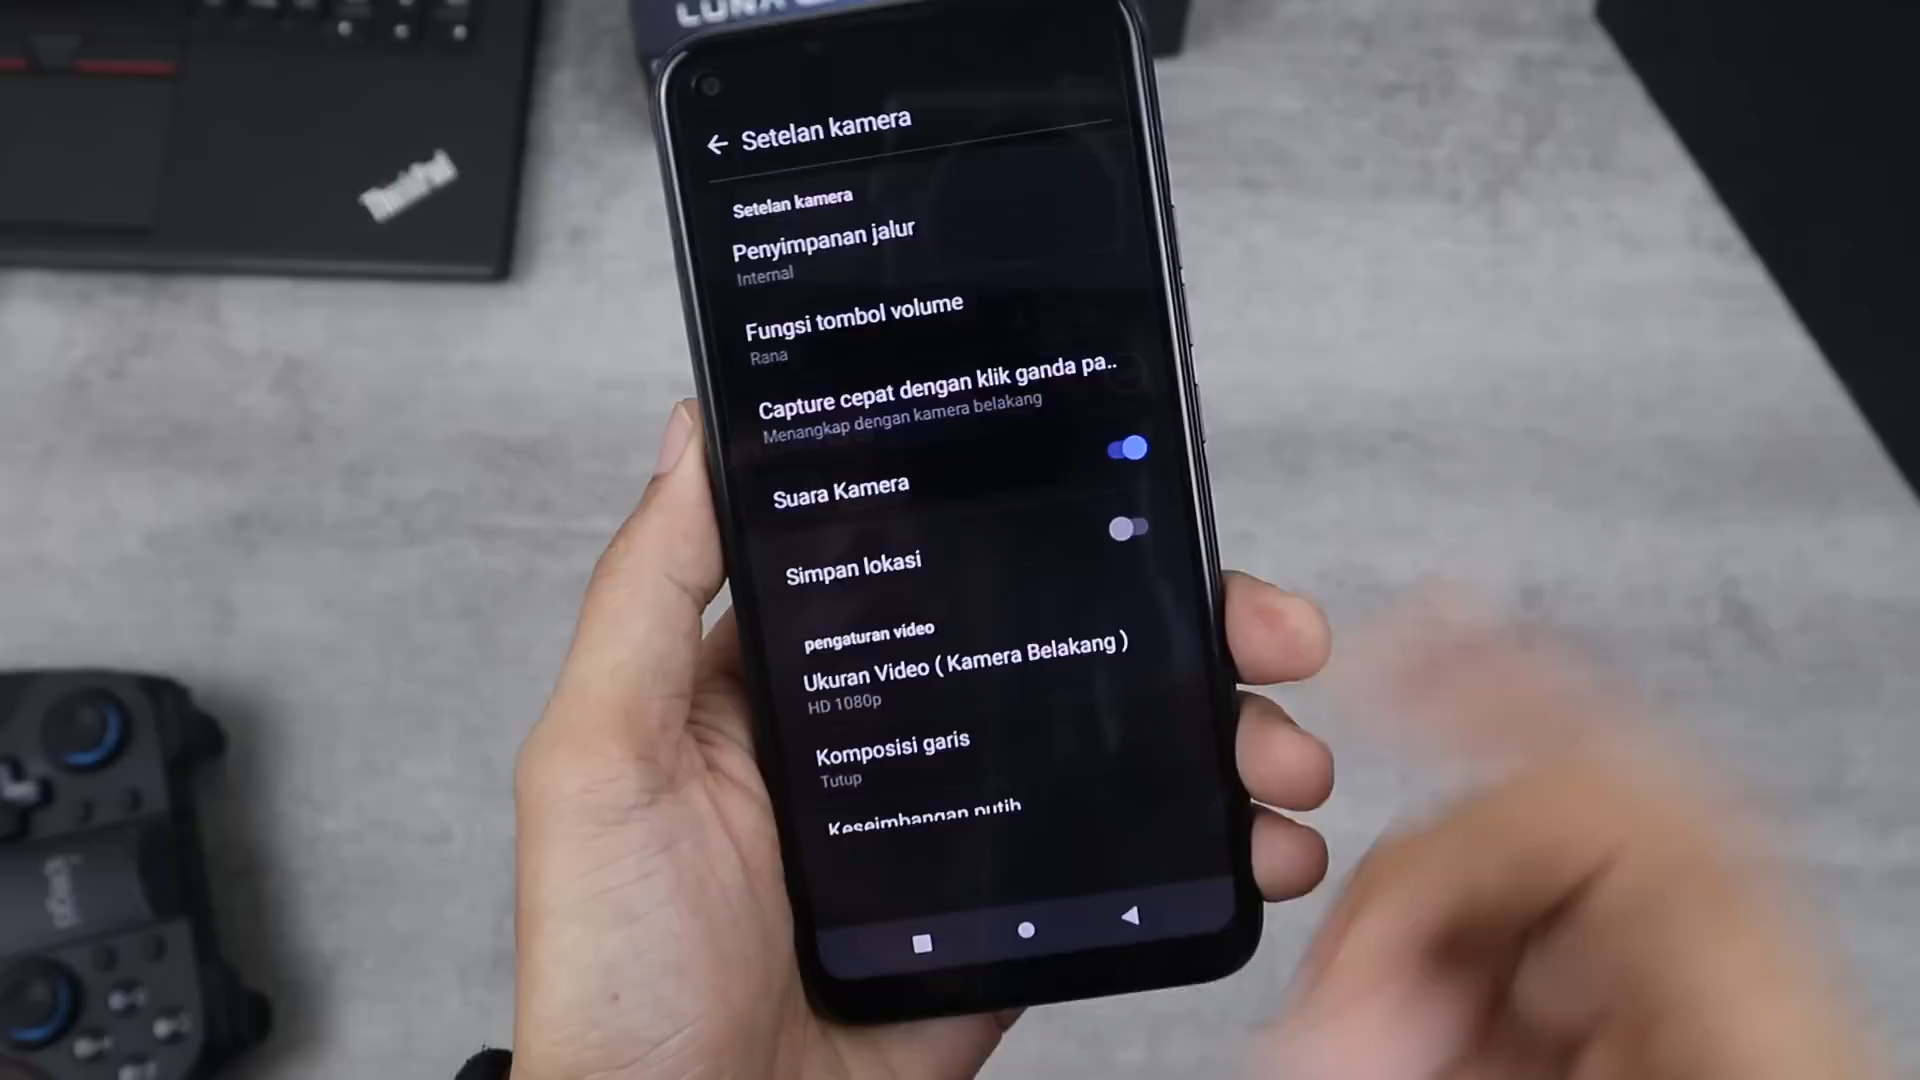 LUNA
ThinkPad
Setelan kamera
Setelan kamera
Penyimpanan jalur
Internal
Fungsi tombol volume
Rana
Capture cepat dengan klik ganda pa..
Menangkap dengan kamera belakang
Suara Kamera
Simpan lokasi
pengaturan video
Ukuran Video ( Kamera Belakang )
HD 1080p
Komposisi garis
Tutup
Keseimbangan putih